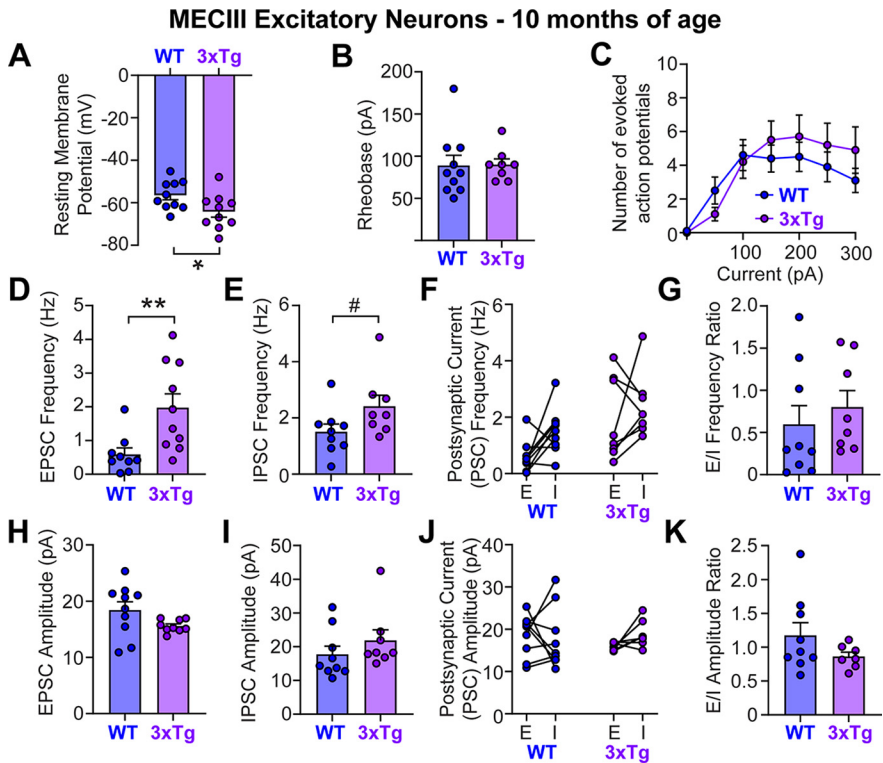 MECIII Excitatory Neurons - 10 months of age
A
WT 3xTg
Resting Membrane
Potential (mV)
0
-20
-40
-60
-80
*
B
Rheobase (pA)
200
150
100
50
WT 3xTg
C
Number of evoked
action potentials
10
8
6
4
2
0
WT
3xTg
100 200 300
Current (pA)
D
EPSC Frequency (Hz)
5
4
3
2
1
0
**
WT 3xTg
E
IPSC Frequency (Hz)
6
4
2
0
#
WT 3xTg
F
Postsynaptic Current
(PSC) Frequency (Hz)
6
4
2
0
E I E I
WT 3xTg
G
E/I Frequency Ratio
2.0
1.5
1.0
0.5
0
WT 3xTg
H
EPSC Amplitude (pA)
30
20
10
0
WT 3xTg
I
IPSC Amplitude (pA)
50
40
30
20
10
0
WT 3xTg
J
Postsynaptic Current
(PSC) Amplitude (pA)
40
30
20
10
0
E I E I
WT 3xTg
K
E/I Amplitude Ratio
2.5
2.0
1.5
1.0
0.5
0
WT 3xTg